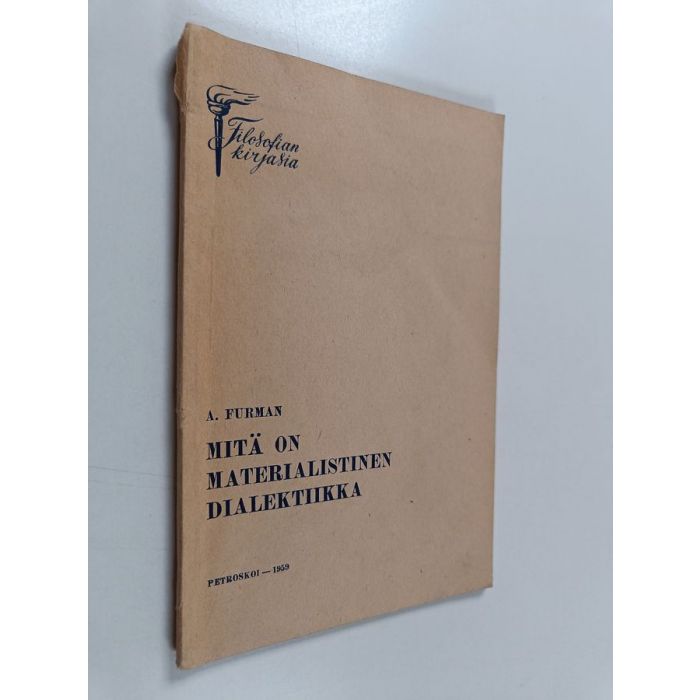 Filosofian
kirjasia
A. FURMAN
MITÄ ON
MATERIALISTINEN
DIALEKTIIKKA
PETROSKOI — 1959